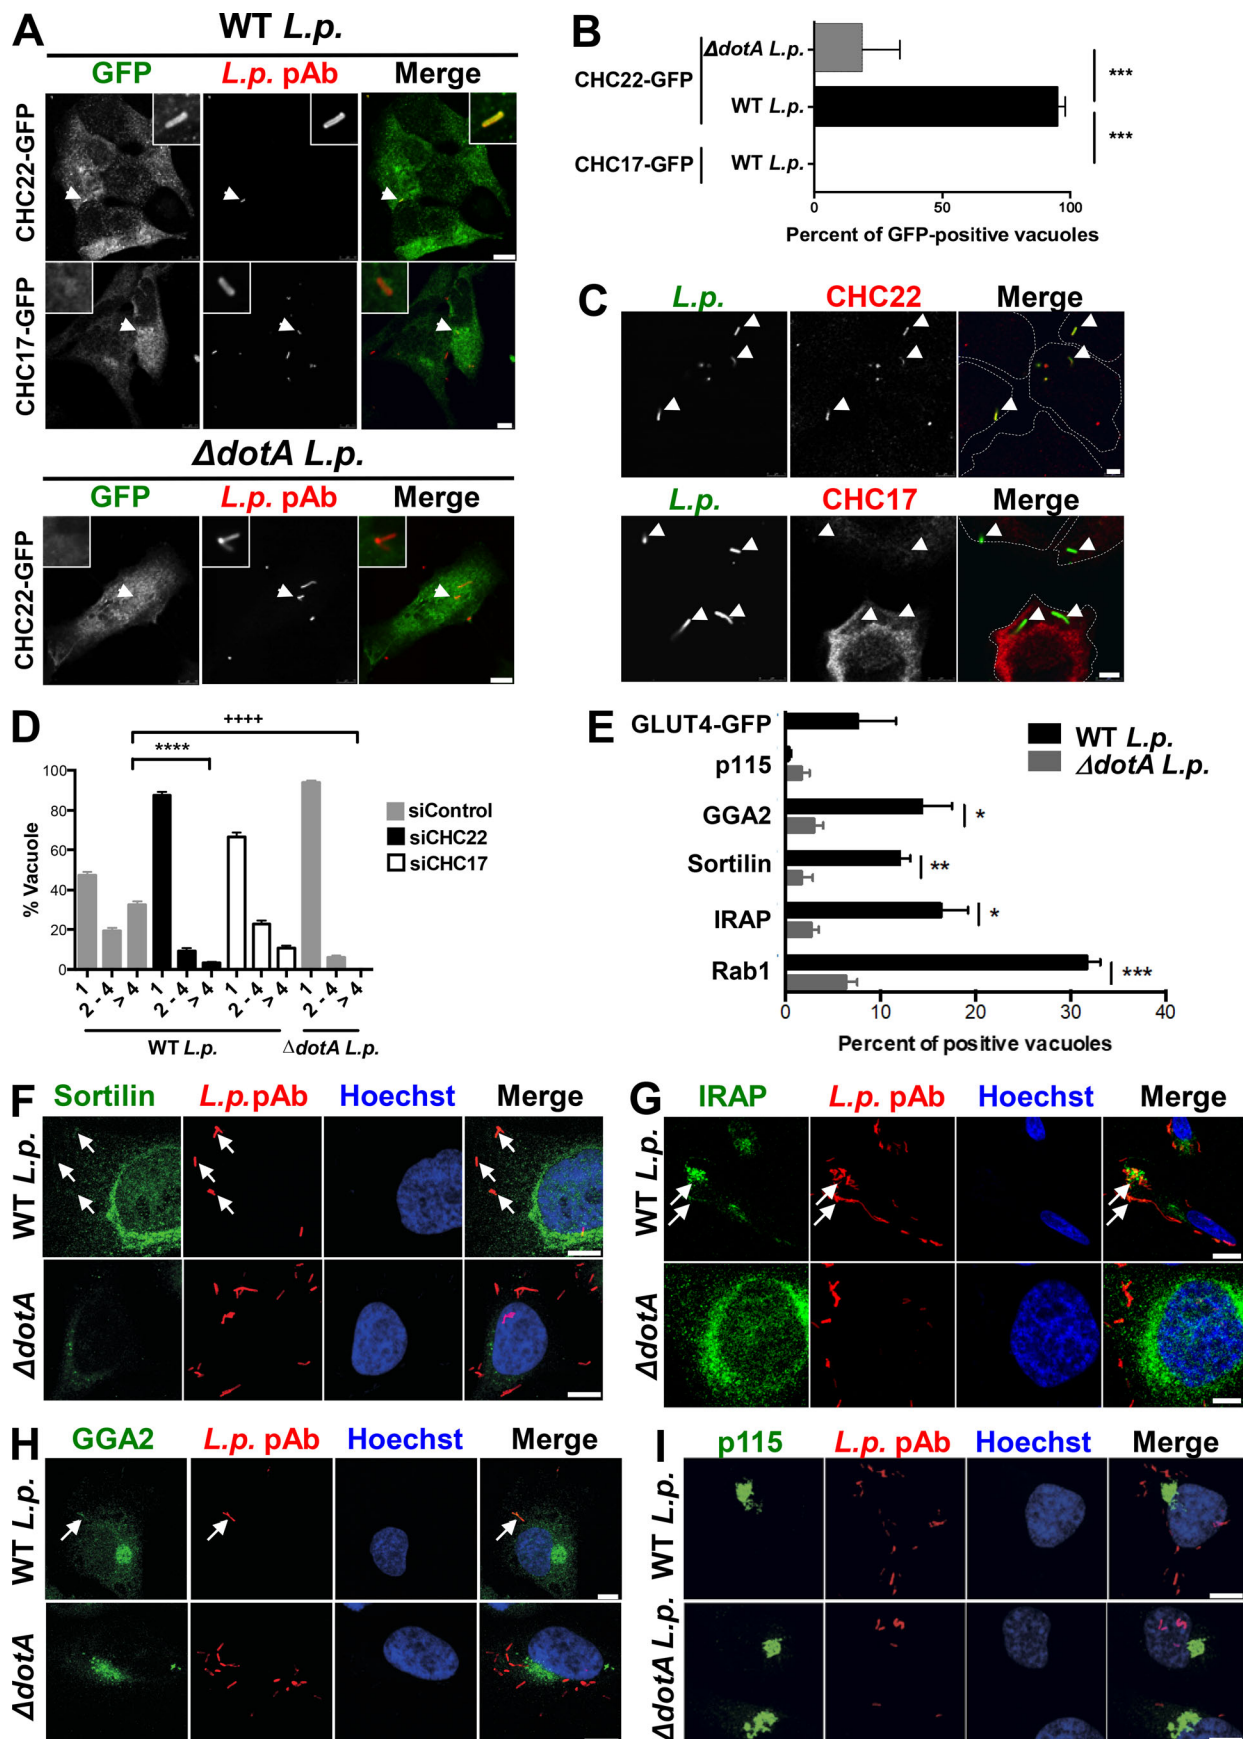 A
WT L.p.
GFP L.p. pAb Merge
CHC22-GFP
CHC17-GFP
ΔdotA L.p.
GFP L.p. pAb Merge
CHC22-GFP
B
CHC22-GFP
ΔdotA L.p.
WT L.p.
CHC17-GFP
WT L.p.
***
***
0 50 100
Percent of GFP-positive vacuoles
C
L.p. CHC22 Merge
L.p. CHC17 Merge
D
++++
****
% Vacuole
100
80
60
40
20
0
siControl
siCHC22
siCHC17
1 2 - 4 > 4 1 2 - 4 > 4 1 2 - 4 > 4 1 2 - 4 > 4
WT L.p. ΔdotA L.p.
E
GLUT4-GFP
p115
GGA2
Sortilin
IRAP
Rab1
WT L.p.
ΔdotA L.p.
*
**
*
***
0 10 20 30 40
Percent of positive vacuoles
F
Sortilin L.p.pAb Hoechst Merge
WT L.p.
ΔdotA
G
IRAP L.p. pAb Hoechst Merge
WT L.p.
ΔdotA
H
GGA2 L.p. pAb Hoechst Merge
WT L.p.
ΔdotA
I
p115 L.p. pAb Hoechst Merge
WT L.p.
ΔdotA L.p.